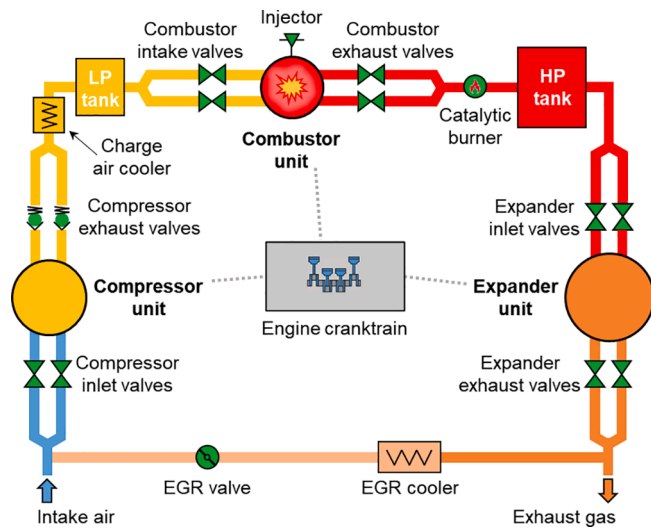 Injector
Combustor
intake valves
Combustor
exhaust valves
LP
tank
HP
tank
Catalytic
burner
Combustor
unit
Charge
air cooler
Compressor
exhaust valves
Expander
inlet valves
Compressor
unit
Expander
unit
Engine cranktrain
Compressor
inlet valves
Expander
exhaust valves
EGR valve
EGR cooler
Intake air
Exhaust gas